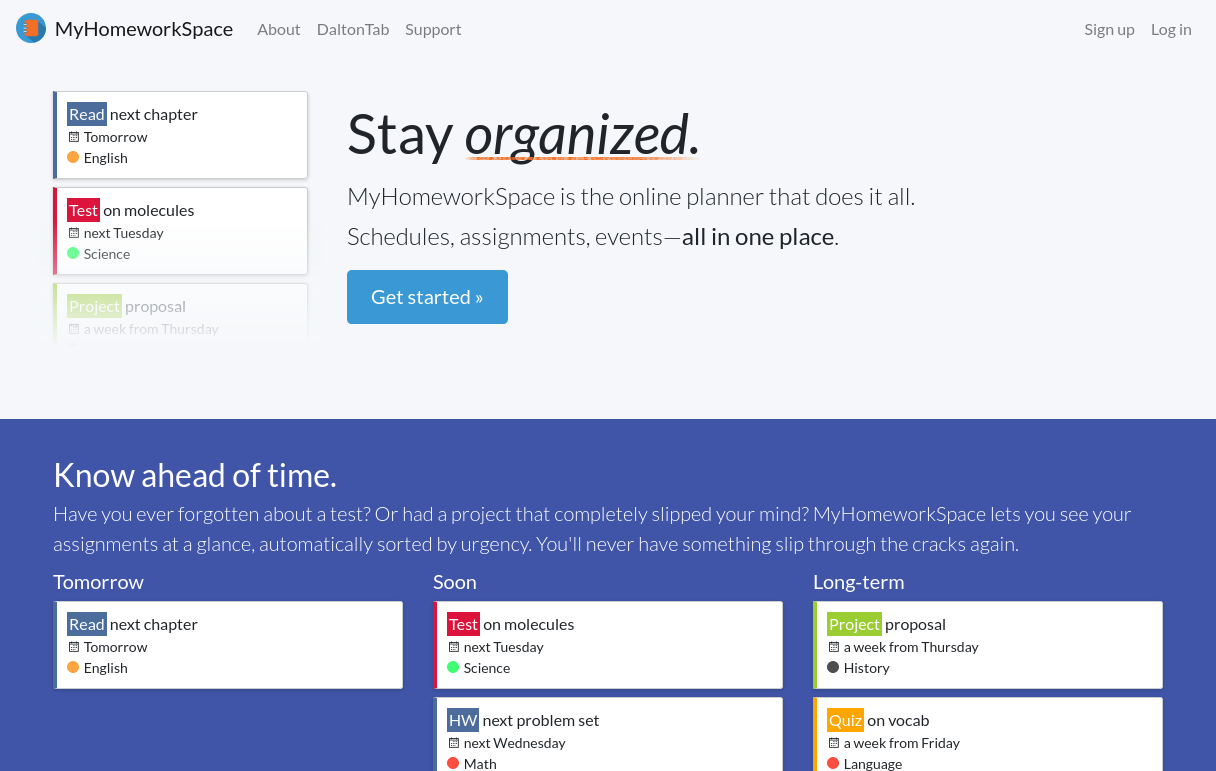 MyHomeworkSpace About DaltonTab Support Sign up Log in
Read next chapter
Tomorrow
English
Test on molecules
next Tuesday
Science
Project proposal
a week from Thursday
Stay organized.
MyHomeworkSpace is the online planner that does it all.
Schedules, assignments, events—all in one place.
Get started »
Know ahead of time.
Have you ever forgotten about a test? Or had a project that completely slipped your mind? MyHomeworkSpace lets you see your
assignments at a glance, automatically sorted by urgency. You'll never have something slip through the cracks again.
Tomorrow
Read next chapter
Tomorrow
English
Soon
Test on molecules
next Tuesday
Science
HW next problem set
next Wednesday
Math
Long-term
Project proposal
a week from Thursday
History
Quiz on vocab
a week from Friday
Language